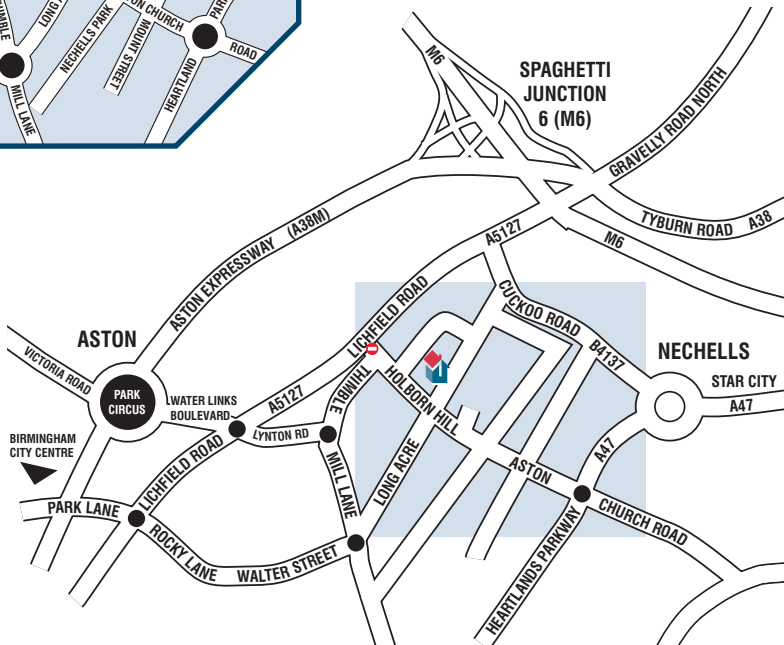 LONG
NECHELLS PARK
CHURCH
MOUNT STREET
PARK
ROAD
HEARTLAND
MILL LANE
M6
SPAGHETTI
JUNCTION
6 (M6)
GRAVELLY ROAD NORTH
TYBURN ROAD A38
M6
A5127
ASTON EXPRESSWAY (A38M)
LICHFIELD ROAD
CUCKOO ROAD
B4137
NECHELLS
STAR CITY
A47
ASTON
VICTORIA ROAD
PARK
CIRCUS
WATER LINKS
BOULEVARD
A5127
THIMBLE
MILL LANE
HOLBORN HILL
LYNTON RD
BIRMINGHAM
CITY CENTRE
LICHFIELD ROAD
LONG ACRE
ASTON
CHURCH ROAD
A47
PARK LANE
ROCKY LANE
WALTER STREET
HEARTLANDS PARKWAY